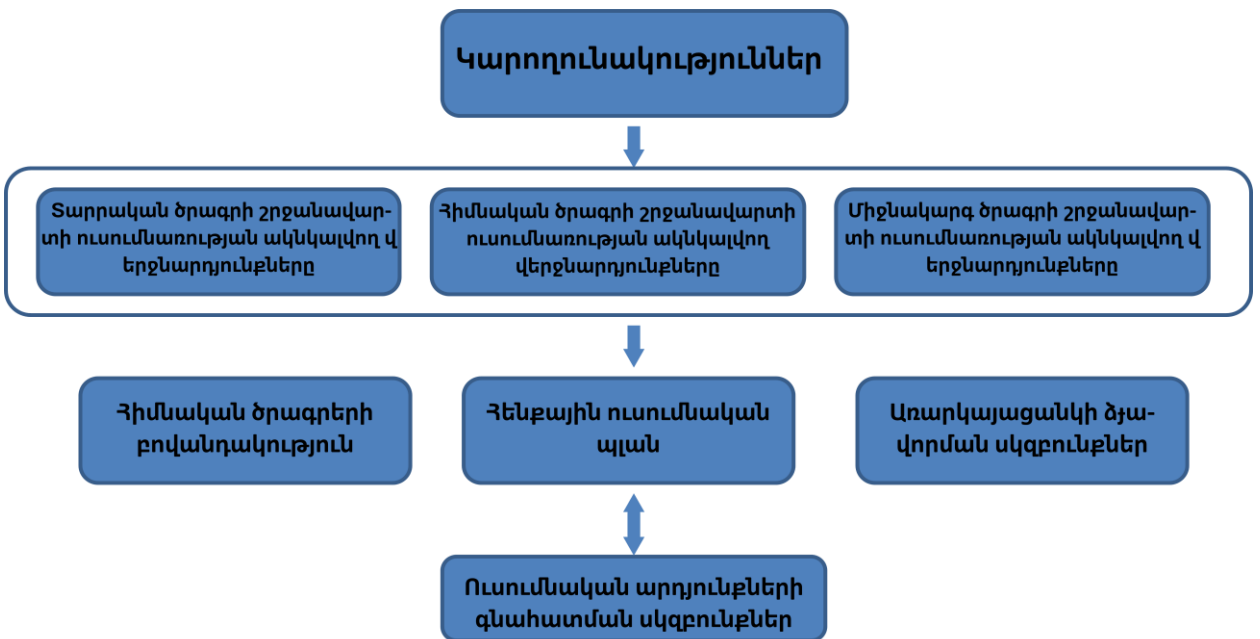 Կարողունակություններ
Տարրական ծրագրի շրջանավար-
տի ուսումնառության ակնկալվող վ
երջնարդյունքները
Հիմնական ծրագրի շրջանավարտի
ուսումնառության ակնկալվող
վերջնարդյունքները
Միջնակարգ ծրագրի շրջանավար-
տի ուսումնառության ակնկալվող վ
երջնարդյունքները
Հիմնական ծրագրերի
բովանդակություն
Հենքային ուսումնական
պլան
Առարկայացանկի ձչա-
վորման սկզբունքներ
Ուսումնական արդյունքների
գնահատման սկզբունքներ